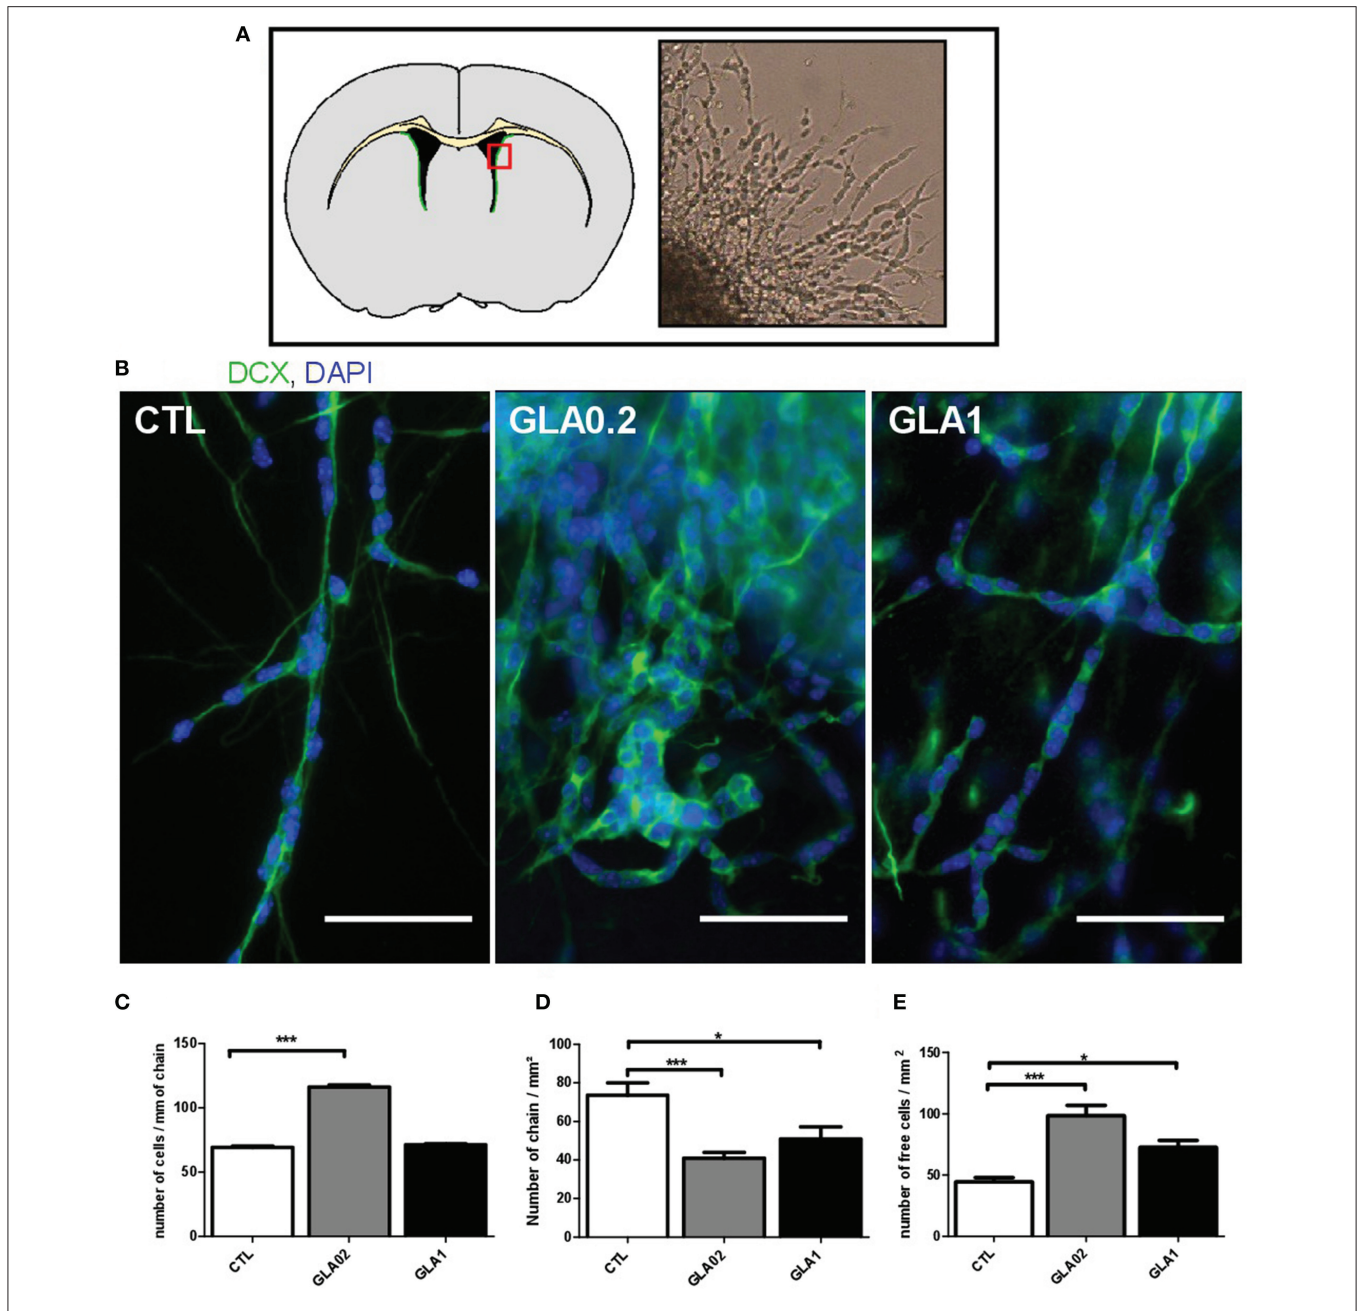 A
B
DCX, DAPI
CTL
GLA0.2
GLA1
C
number of cells / mm of chain
150
100
50
0
***
CTL
GLA02
GLA1
D
Number of chain / mm²
100
80
60
40
20
0
*
***
CTL
GLA02
GLA1
E
number of free cells / mm²
150
100
50
0
*
***
CTL
GLA02
GLA1